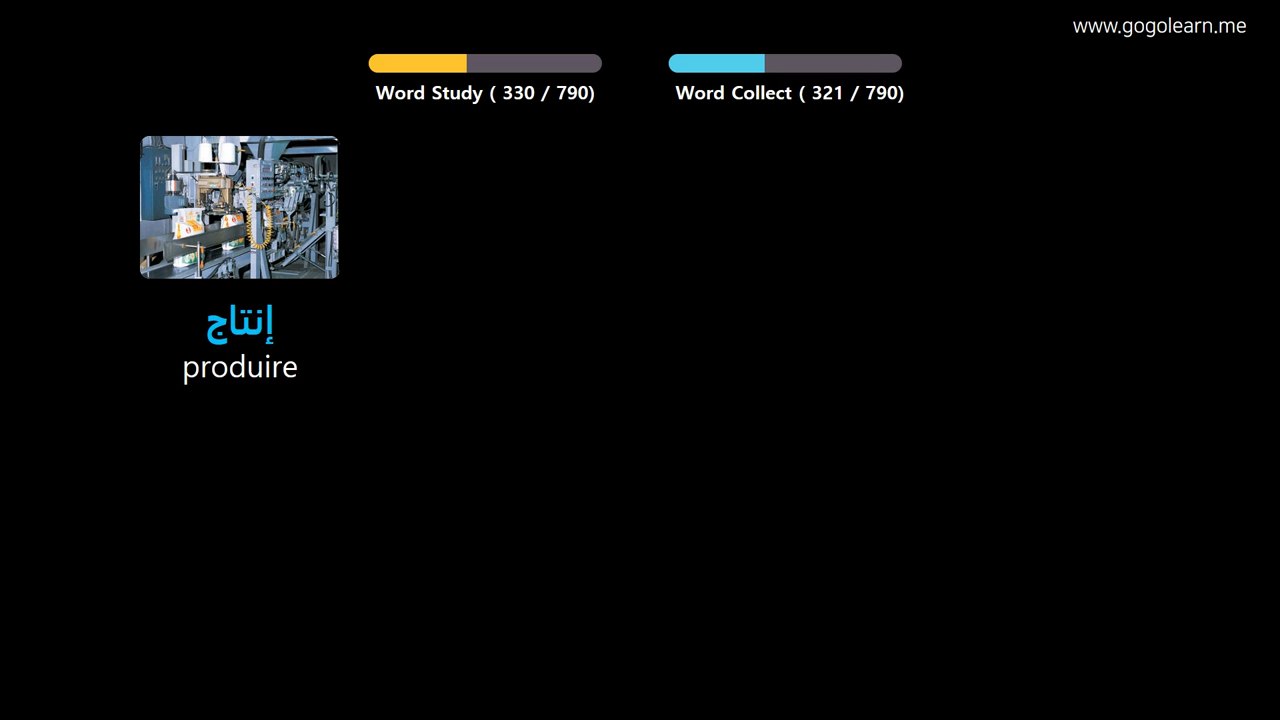 www.gogolearn.me
Word Study ( 330 / 790)
Word Collect ( 321 / 790)
إنتاج
produire